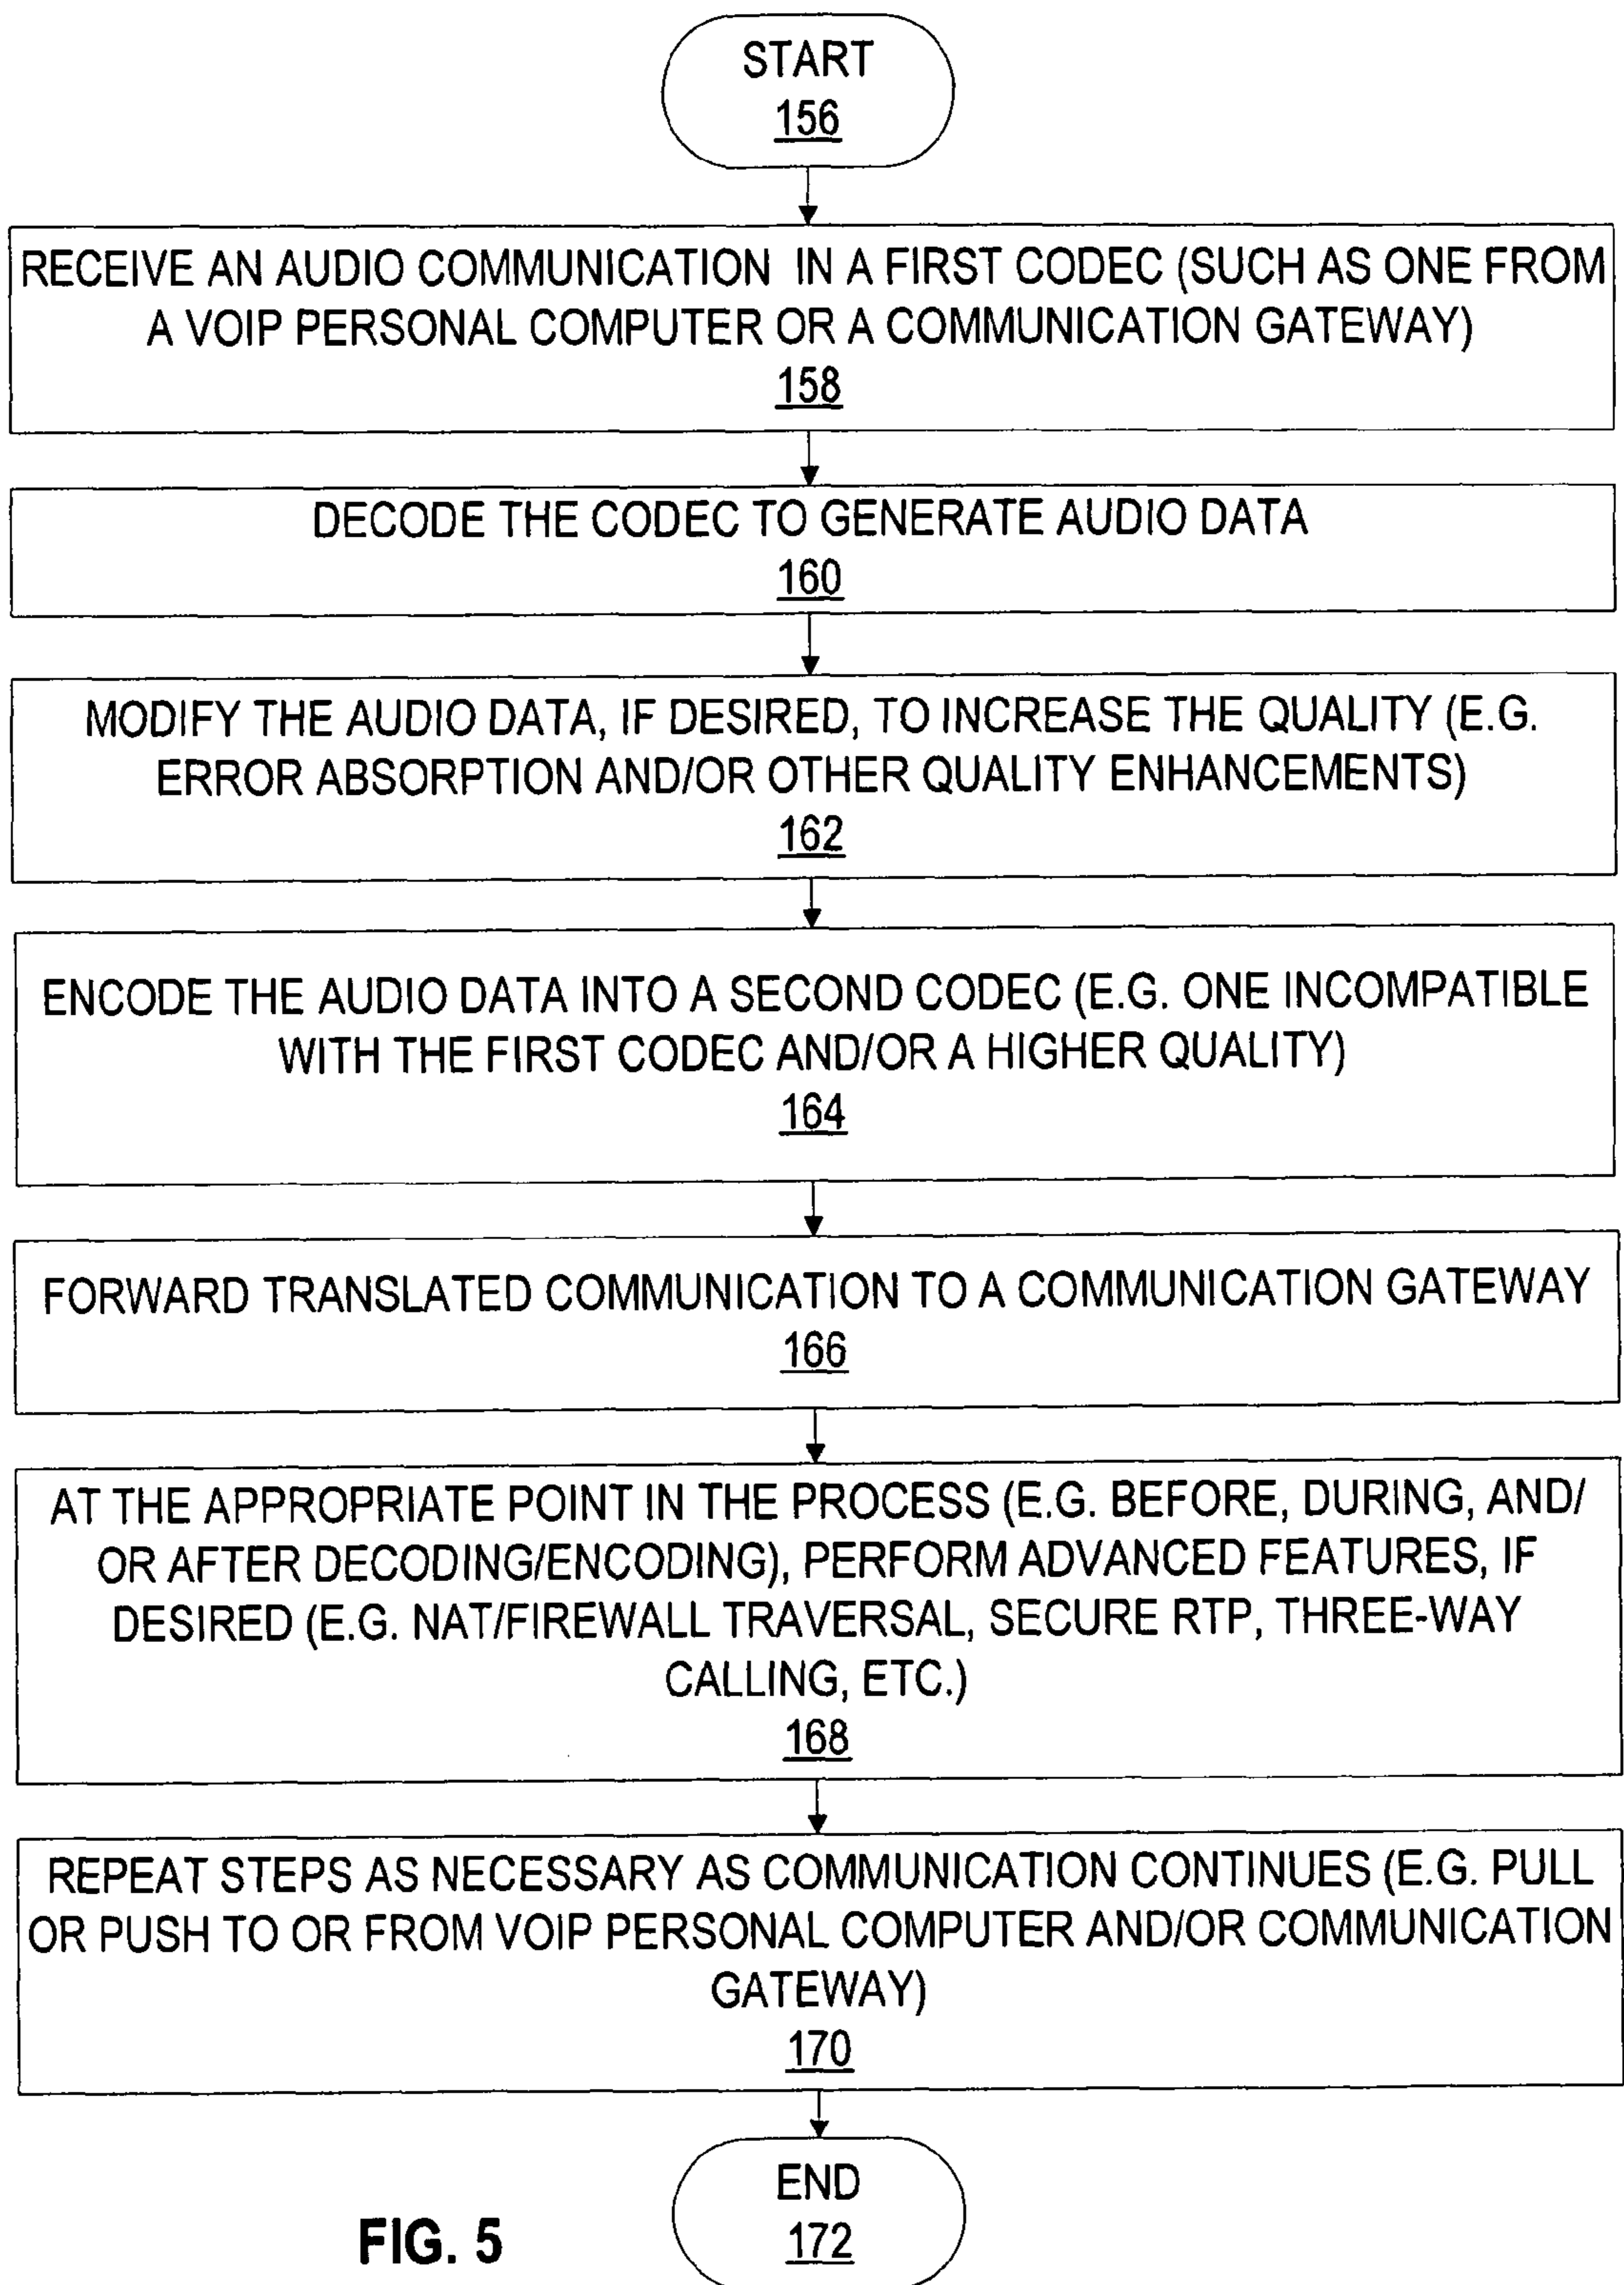 START
156
RECEIVE AN AUDIO COMMUNICATION IN A FIRST CODEC (SUCH AS ONE FROM
A VOIP PERSONAL COMPUTER OR A COMMUNICATION GATEWAY)
158
DECODE THE CODEC TO GENERATE AUDIO DATA
160
MODIFY THE AUDIO DATA, IF DESIRED, TO INCREASE THE QUALITY (E.G.
ERROR ABSORPTION AND/OR OTHER QUALITY ENHANCEMENTS)
162
ENCODE THE AUDIO DATA INTO A SECOND CODEC (E.G. ONE INCOMPATIBLE
WITH THE FIRST CODEC AND/OR A HIGHER QUALITY)
164
FORWARD TRANSLATED COMMUNICATION TO A COMMUNICATION GATEWAY
166
AT THE APPROPRIATE POINT IN THE PROCESS (E.G. BEFORE, DURING, AND/
OR AFTER DECODING/ENCODING), PERFORM ADVANCED FEATURES, IF
DESIRED (E.G. NAT/FIREWALL TRAVERSAL, SECURE RTP, THREE-WAY
CALLING, ETC.)
168
REPEAT STEPS AS NECESSARY AS COMMUNICATION CONTINUES (E.G. PULL
OR PUSH TO OR FROM VOIP PERSONAL COMPUTER AND/OR COMMUNICATION
GATEWAY)
170
END
172
FIG. 5